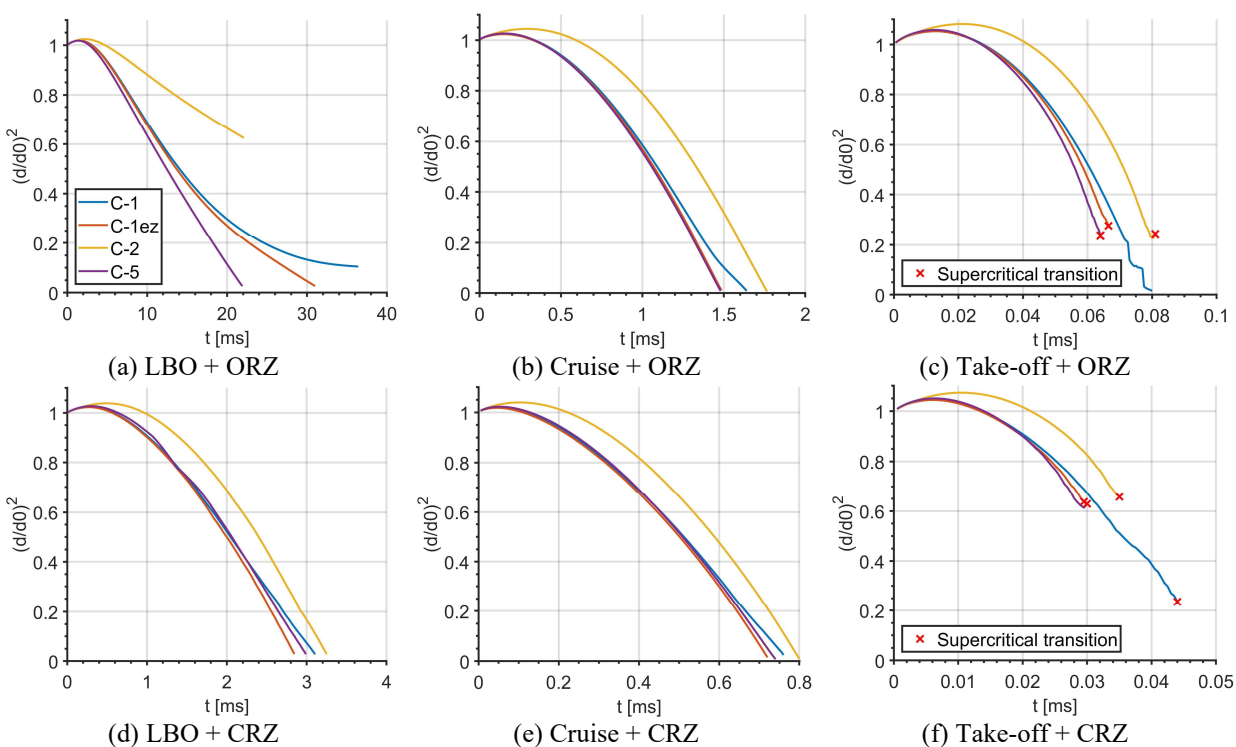 1
0.8
0.6
0.4
0.2
0
(d/d0)²
C-1
C-1ez
C-2
C-5
0 10 20 30 40
t [ms]
(a) LBO + ORZ
1
0.8
0.6
0.4
0.2
0
(d/d0)²
0 0.5 1 1.5 2
t [ms]
(b) Cruise + ORZ
1
0.8
0.6
0.4
0.2
0
(d/d0)²
Supercritical transition
0 0.02 0.04 0.06 0.08 0.1
t [ms]
(c) Take-off + ORZ
1
0.8
0.6
0.4
0.2
0
(d/d0)²
0 1 2 3 4
t [ms]
(d) LBO + CRZ
1
0.8
0.6
0.4
0.2
0
(d/d0)²
0 0.2 0.4 0.6 0.8
t [ms]
(e) Cruise + CRZ
1
0.8
0.6
0.4
0.2
0
(d/d0)²
Supercritical transition
0 0.01 0.02 0.03 0.04 0.05
t [ms]
(f) Take-off + CRZ